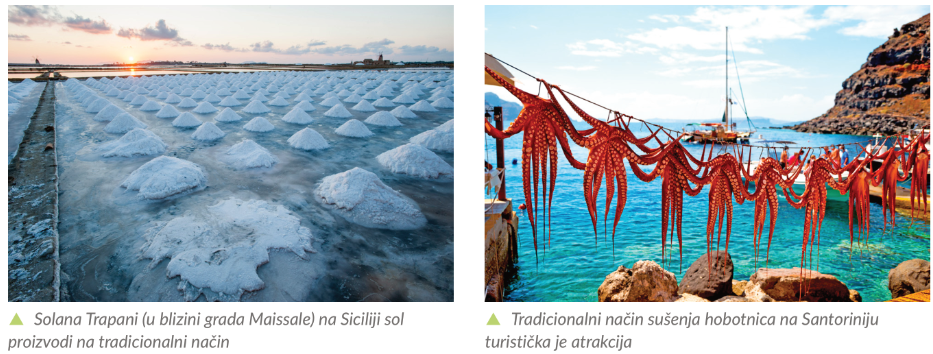 Solana Trapani (u blizini grada Maissale) na Siciliji sol
proizvodi na tradicionalni način
Tradicionalni način sušenja hobotnica na Santoriniju
turistička je atrakcija